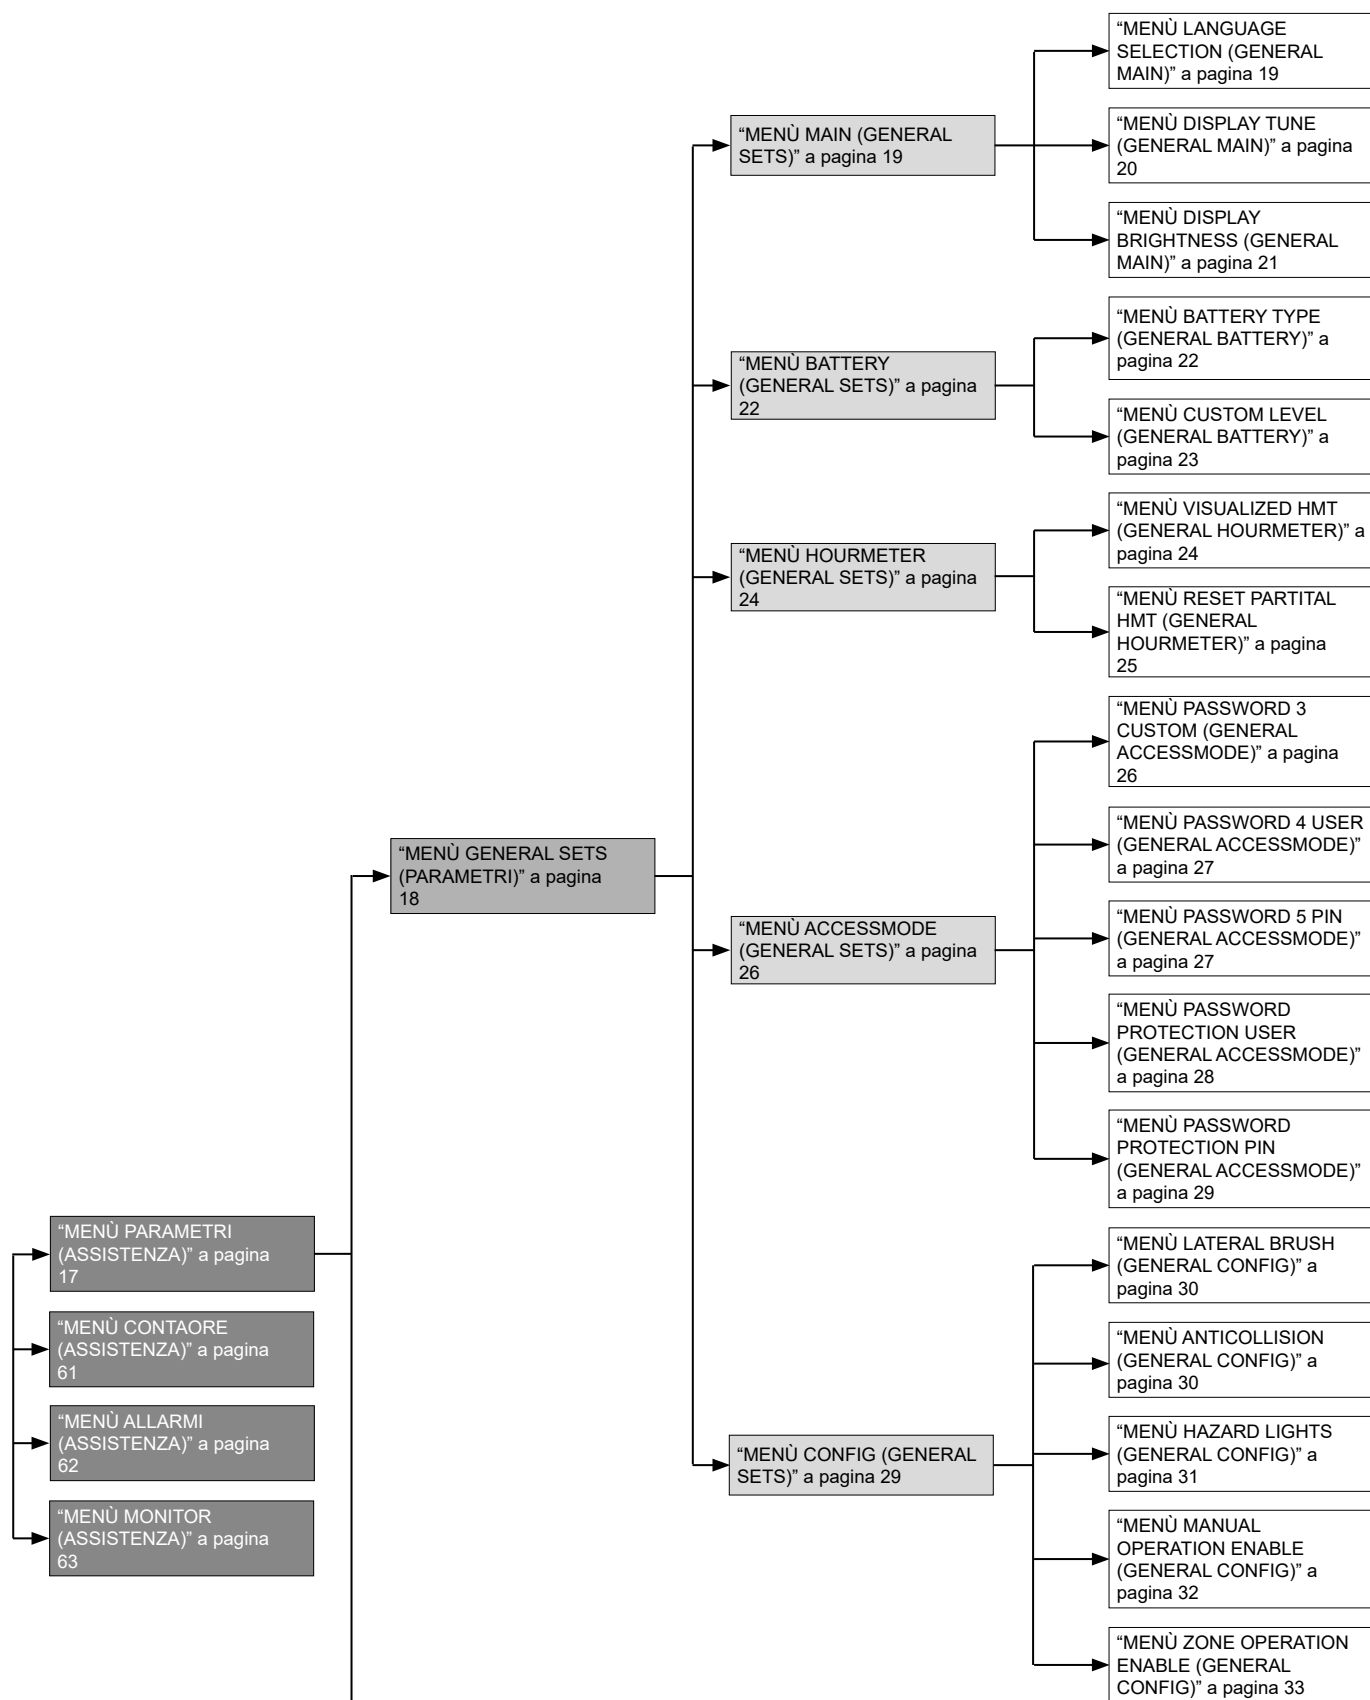 “MENÙ PARAMETRI
(ASSISTENZA)” a pagina
17
“MENÙ CONTAORE
(ASSISTENZA)” a pagina
61
“MENÙ ALLARMI
(ASSISTENZA)” a pagina
62
“MENÙ MONITOR
(ASSISTENZA)” a pagina
63
“MENÙ GENERAL SETS
(PARAMETRI)” a pagina
18
“MENÙ MAIN (GENERAL
SETS)” a pagina 19
“MENÙ LANGUAGE
SELECTION (GENERAL
MAIN)” a pagina 19
“MENÙ DISPLAY TUNE
(GENERAL MAIN)” a pagina
20
“MENÙ DISPLAY
BRIGHTNESS (GENERAL
MAIN)” a pagina 21
“MENÙ BATTERY
(GENERAL SETS)” a pagina
22
“MENÙ BATTERY TYPE
(GENERAL BATTERY)” a
pagina 22
“MENÙ CUSTOM LEVEL
(GENERAL BATTERY)” a
pagina 23
“MENÙ HOURMETER
(GENERAL SETS)” a pagina
24
“MENÙ VISUALIZED HMT
(GENERAL HOURMETER)” a
pagina 24
“MENÙ RESET PARTITAL
HMT (GENERAL
HOURMETER)” a pagina
25
“MENÙ ACCESSMODE
(GENERAL SETS)” a pagina
26
“MENÙ PASSWORD 3
CUSTOM (GENERAL
ACCESSMODE)” a pagina
26
“MENÙ PASSWORD 4 USER
(GENERAL ACCESSMODE)”
a pagina 27
“MENÙ PASSWORD 5 PIN
(GENERAL ACCESSMODE)”
a pagina 27
“MENÙ PASSWORD
PROTECTION USER
(GENERAL ACCESSMODE)”
a pagina 28
“MENÙ PASSWORD
PROTECTION PIN
(GENERAL ACCESSMODE)”
a pagina 29
“MENÙ CONFIG (GENERAL
SETS)” a pagina 29
“MENÙ LATERAL BRUSH
(GENERAL CONFIG)” a
pagina 30
“MENÙ ANTICOLLISION
(GENERAL CONFIG)” a
pagina 30
“MENÙ HAZARD LIGHTS
(GENERAL CONFIG)” a
pagina 31
“MENÙ MANUAL
OPERATION ENABLE
(GENERAL CONFIG)” a
pagina 32
“MENÙ ZONE OPERATION
ENABLE (GENERAL
CONFIG)” a pagina 33